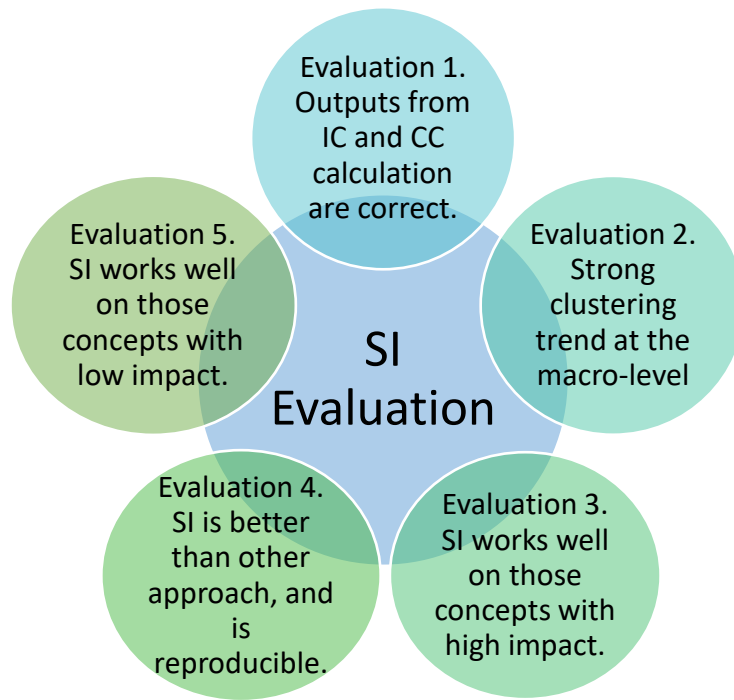 Evaluation 1.
Outputs from
IC and CC
calculation
are correct.
Evaluation 5.
SI works well
on those
concepts with
low impact.
Evaluation 2.
Strong
clustering
trend at the
macro-level
SI
Evaluation
Evaluation 4.
SI is better
than other
approach, and
is
reproducible.
Evaluation 3.
SI works well
on those
concepts with
high impact.